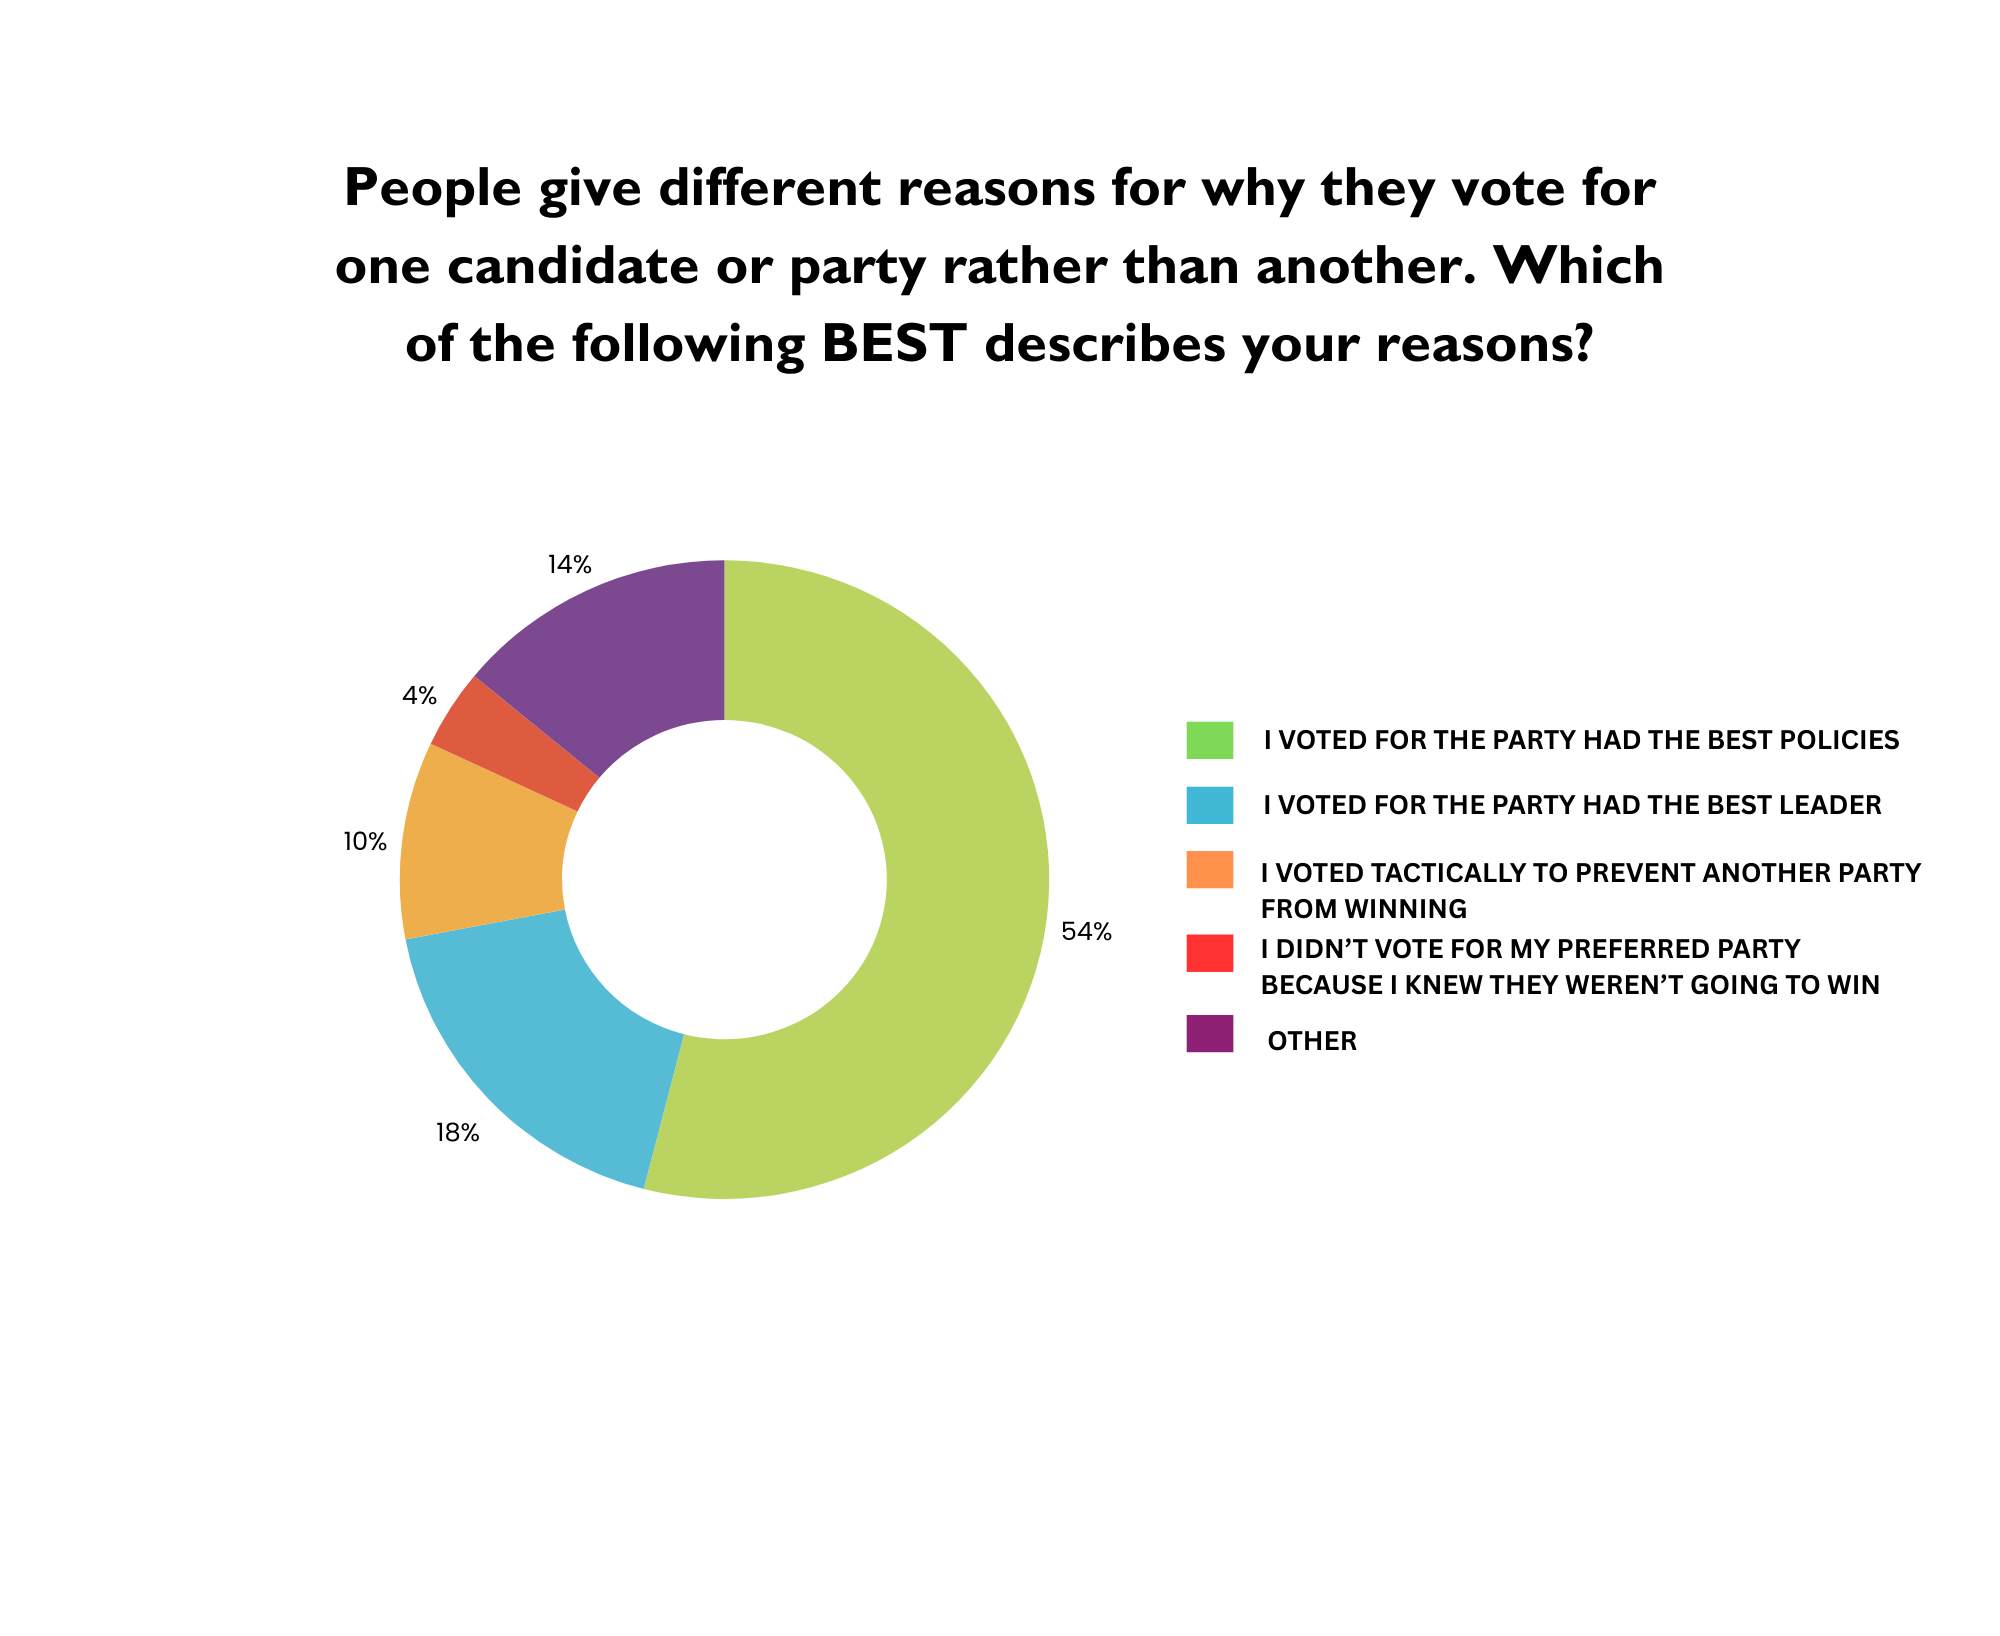 People give different reasons for why they vote for
one candidate or party rather than another. Which
of the following BEST describes your reasons?
14%
4%
10%
18%
54%
I VOTED FOR THE PARTY HAD THE BEST POLICIES
I VOTED FOR THE PARTY HAD THE BEST LEADER
I VOTED TACTICALLY TO PREVENT ANOTHER PARTY
FROM WINNING
I DIDN’T VOTE FOR MY PREFERRED PARTY
BECAUSE I KNEW THEY WEREN’T GOING TO WIN
OTHER